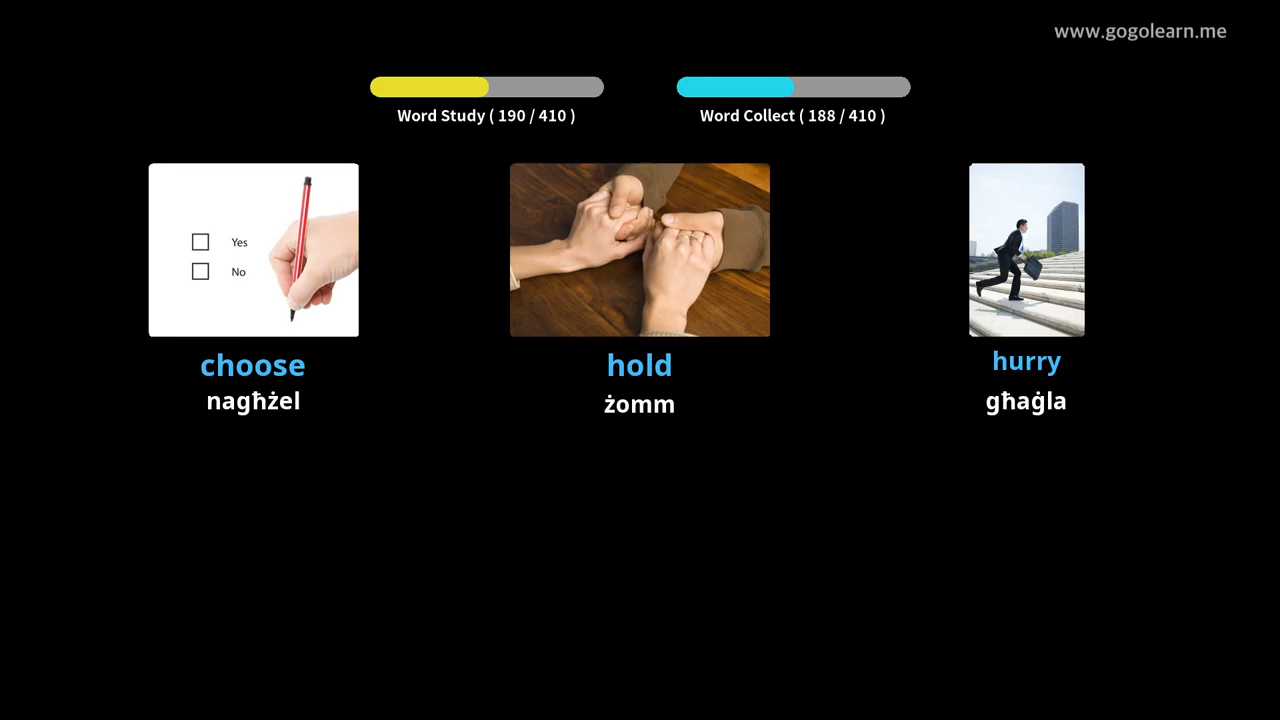 www.gogolearn.me
Word Study ( 190 / 410 )
Word Collect ( 188 / 410 )
Yes
No
choose
nagħżel
hold
żomm
hurry
għaġla